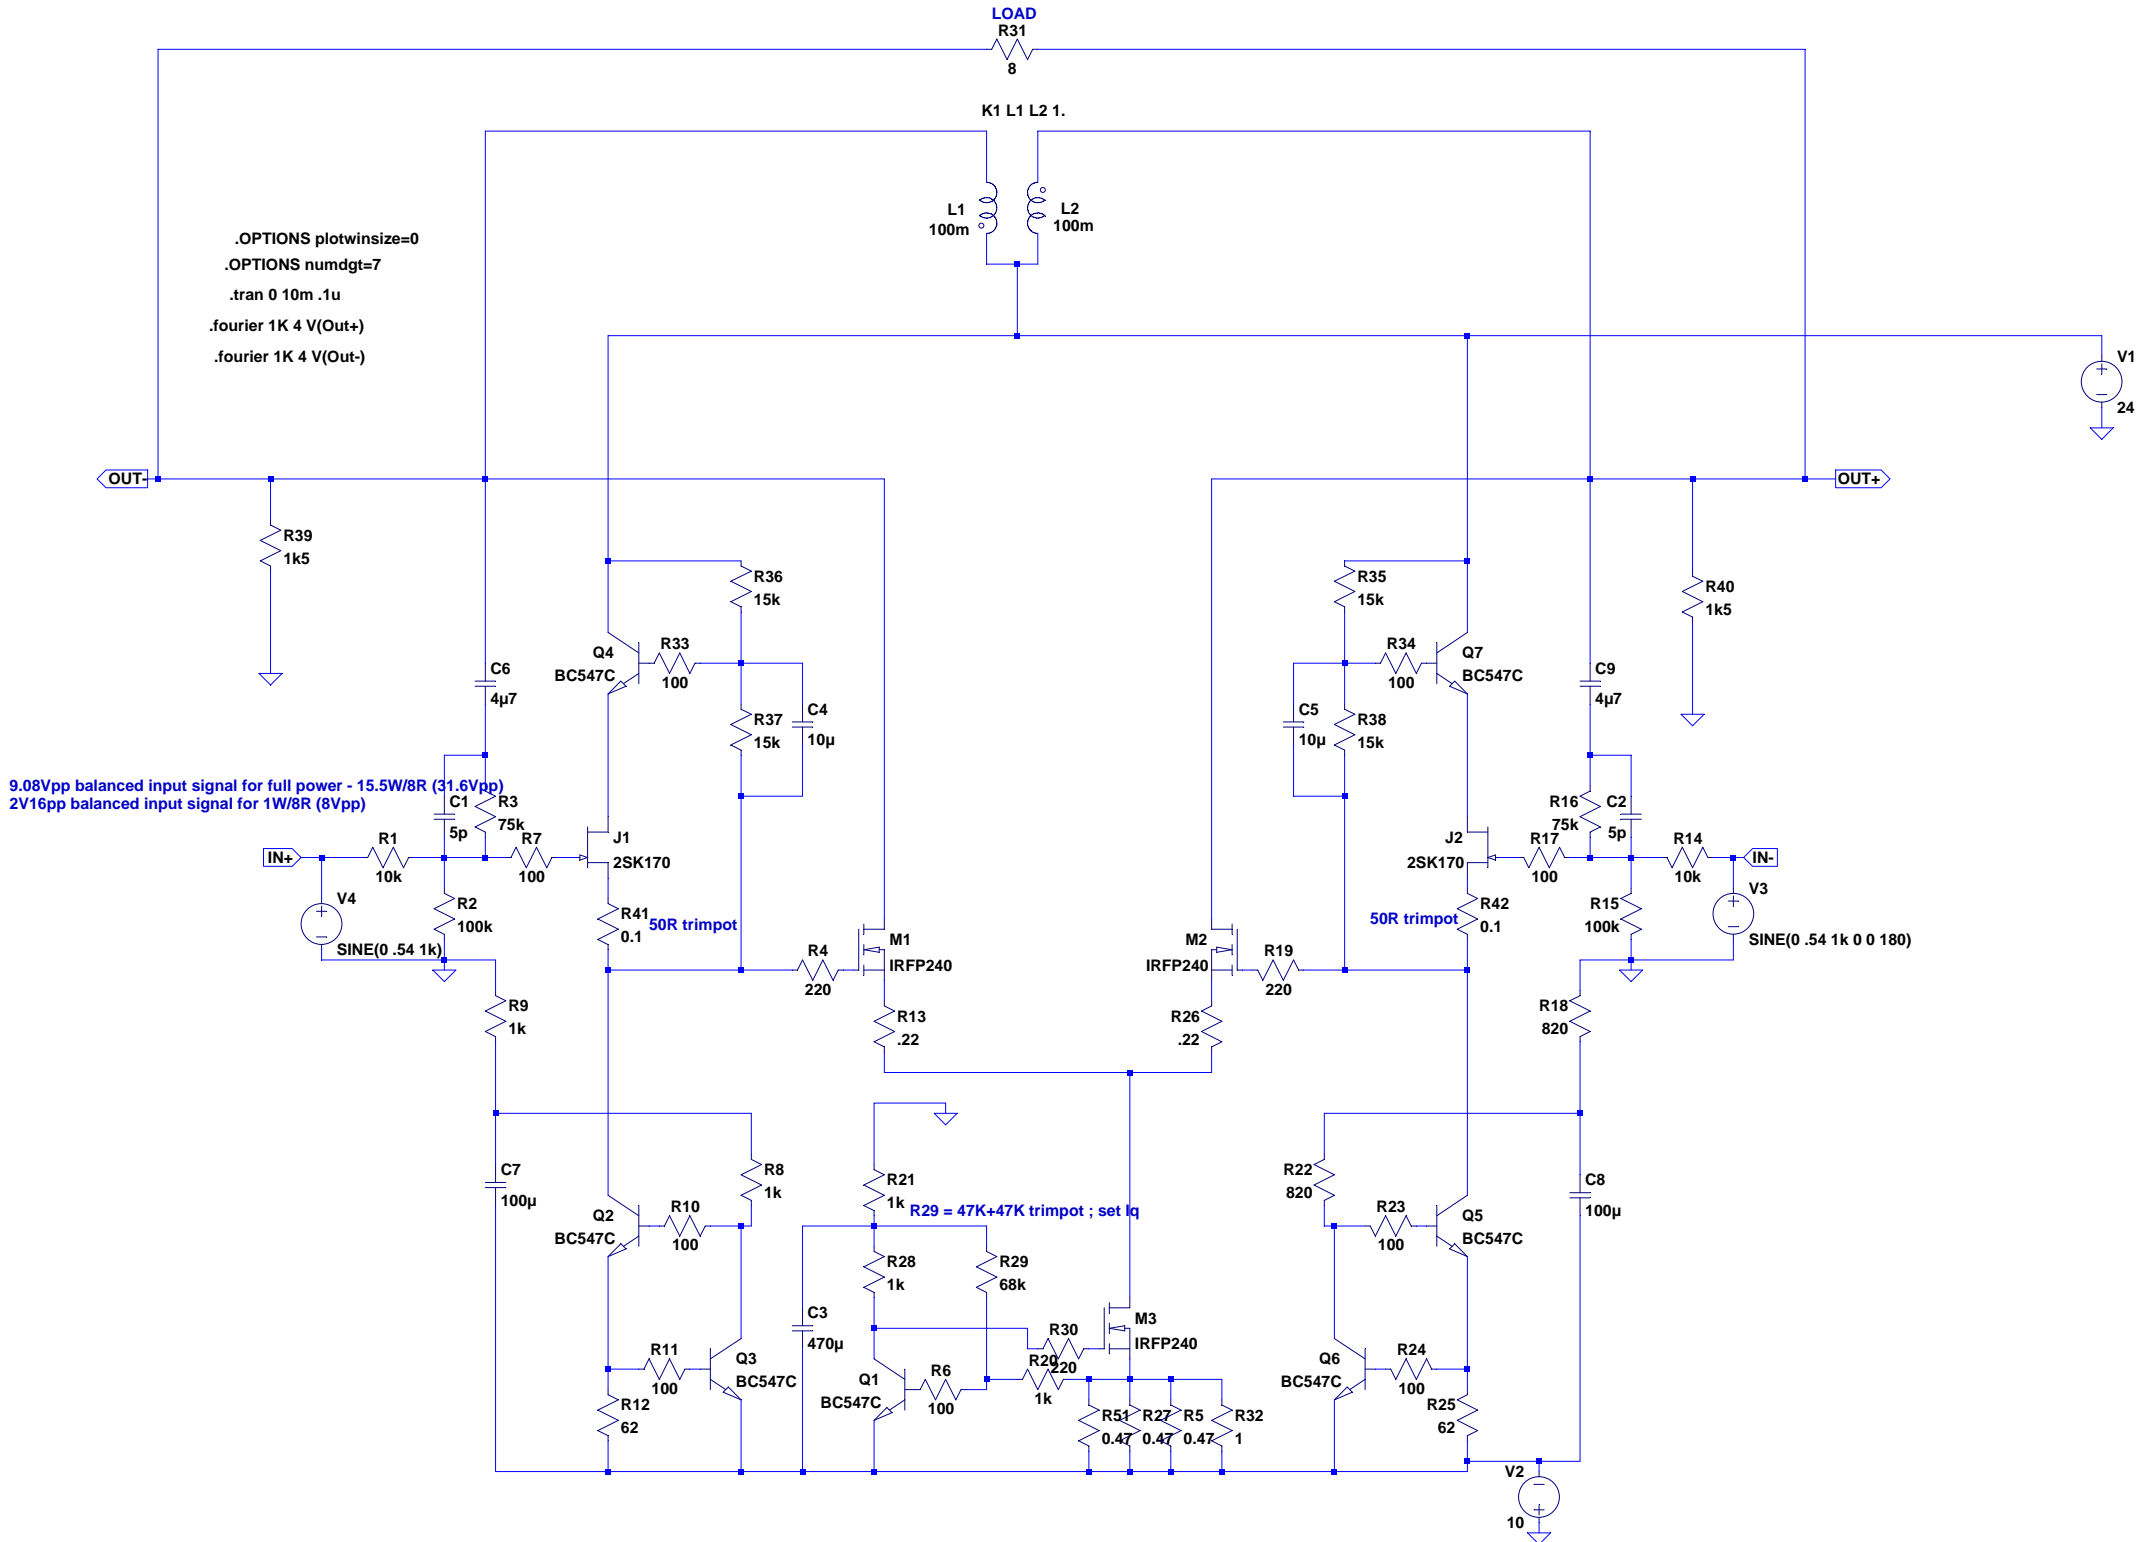 LOAD
R31
8
K1 L1 L2 1.
L1
100m
L2
100m
.OPTIONS plotwinsize=0
.OPTIONS numdgt=7
.tran 0 10m .1u
.fourier 1K 4 V(Out+)
.fourier 1K 4 V(Out-)
V1
24
OUT-
OUT+
R39
1k5
R36
15k
R35
15k
R40
1k5
Q4
BC547C
R33
100
R34
100
Q7
BC547C
C6
4µ7
C9
4µ7
R37
15k
C4
10µ
C5
10µ
R38
15k
9.08Vpp balanced input signal for full power - 15.5W/8R (31.6Vpp)
2V16pp balanced input signal for 1W/8R (8Vpp)
C1
5p
R3
75k
R16
75k
C2
5p
IN+
R1
10k
R7
100
J1
2SK170
J2
2SK170
R17
100
R14
10k
IN-
V4
SINE(0 .54 1k)
R2
100k
R41
0.1
50R trimpot
50R trimpot
R42
0.1
R15
100k
V3
SINE(0 .54 1k 0 0 180)
R4
220
M1
IRFP240
M2
IRFP240
R19
220
R9
1k
R13
.22
R26
.22
R18
820
C7
100µ
R8
1k
R21
1k
R29 = 47K+47K trimpot ; set Iq
R22
820
C8
100µ
Q2
BC547C
R10
100
R23
100
Q5
BC547C
R28
1k
R29
68k
C3
470µ
R30
220
M3
IRFP240
R11
100
Q3
BC547C
Q1
BC547C
R6
100
R20
1k
Q6
BC547C
R24
100
R12
62
R51
0.47
R27
0.47
R5
0.47
R32
1
R25
62
V2
10